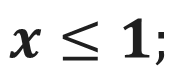 x ≤ 1;